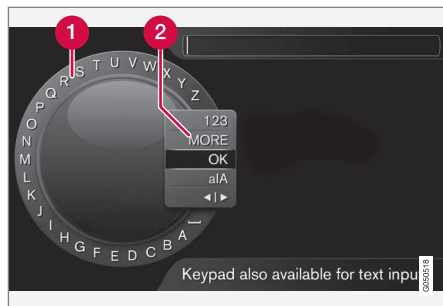 1
2
A B C D E F G H I J K L M N O P Q R S T U V W X Y Z
123
MORE
OK
a|A
◄|►
Keypad also available for text input
G050518